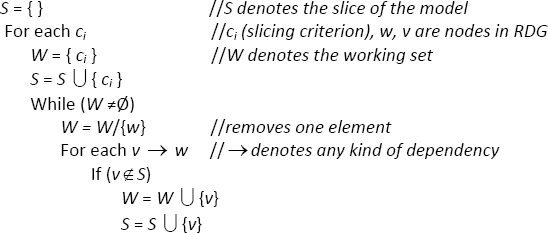 S = { } //S denotes the slice of the model
For each ci //ci (slicing criterion), w, v are nodes in RDG
W = { ci } //W denotes the working set
S = S ⋃ { ci }
While (W ≠Ø)
W = W/{w} //removes one element
For each v → w //→ denotes any kind of dependency
If (v ∉ S)
W = W ⋃ {v}
S = S ⋃ {v}